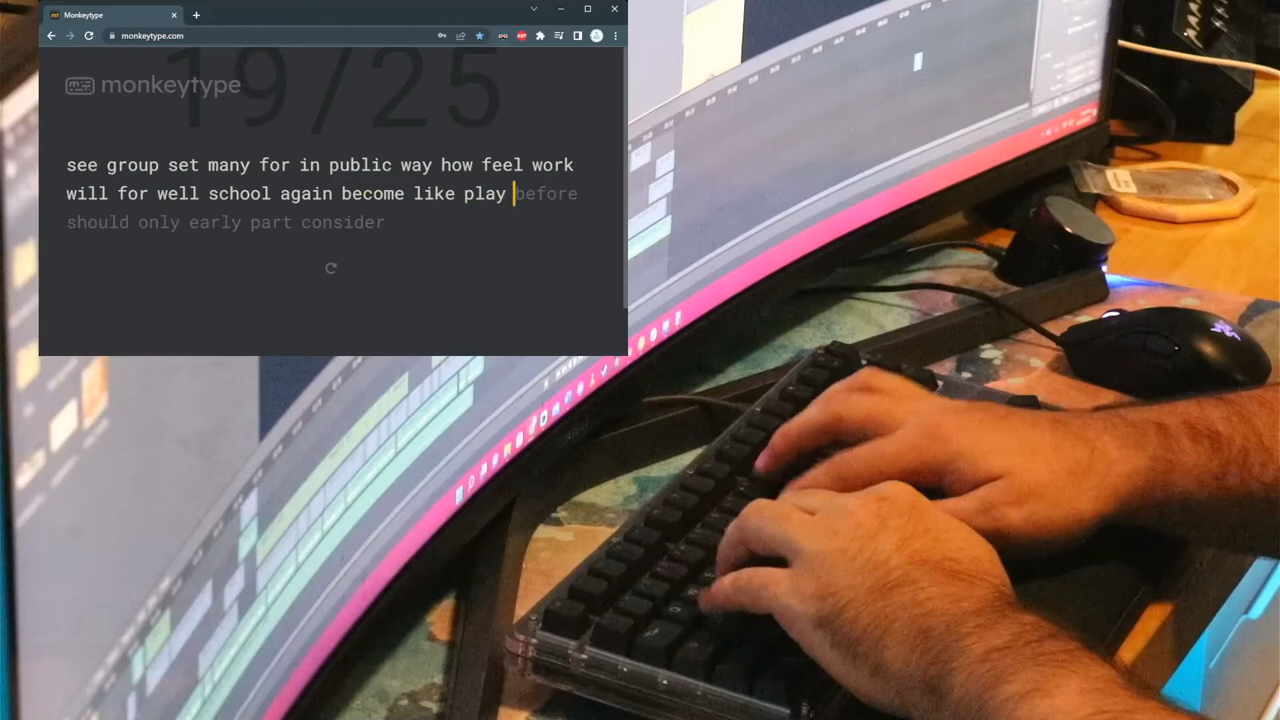 Monkeytype
monkeytype.com
ABP
19/25
monkeytype
see group set many for in public way how feel work
will for well school again become like play before
should only early part consider